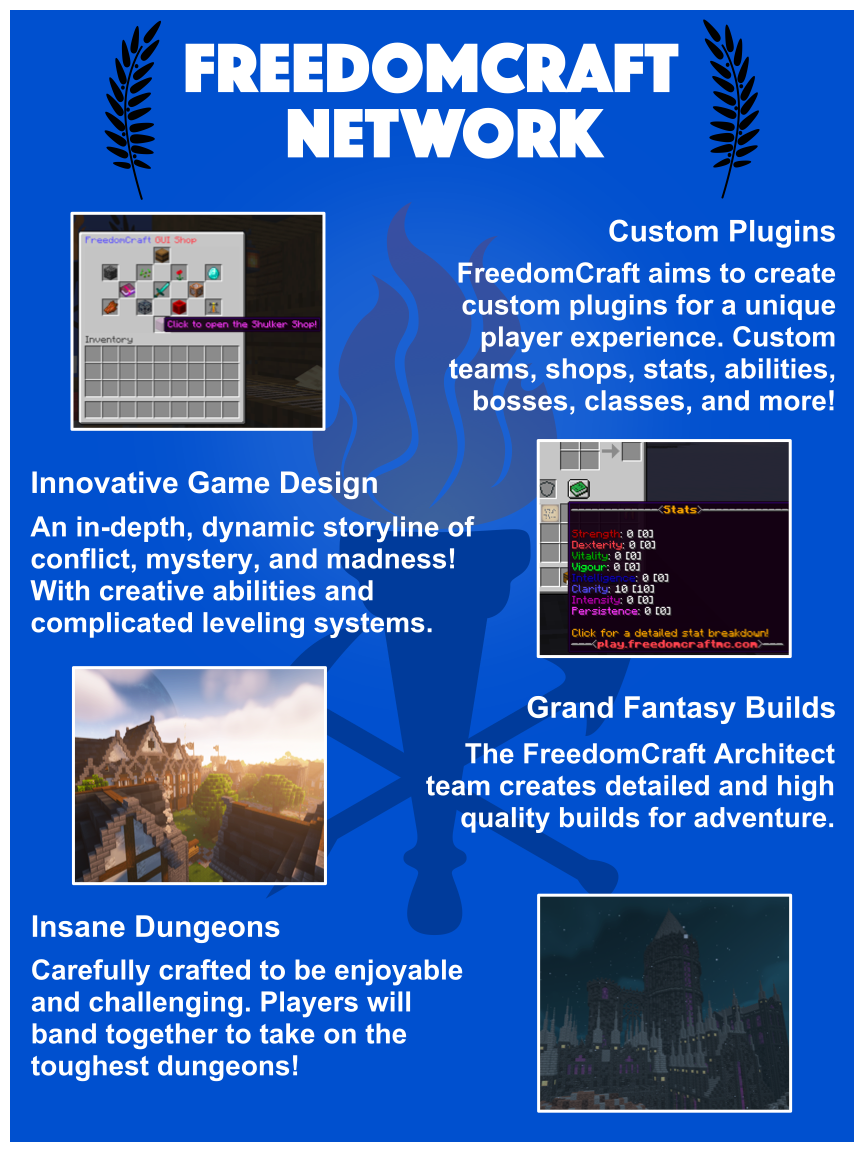 FREEDOMCRAFT
NETWORK
FreedomCraft GUI Shop
Click to open the Shulker Shop!
Inventory
Custom Plugins
FreedomCraft aims to create
custom plugins for a unique
player experience. Custom
teams, shops, stats, abilities,
bosses, classes, and more!
Innovative Game Design
An in-depth, dynamic storyline of
conflict, mystery, and madness!
With creative abilities and
complicated leveling systems.
Stats
Strength: 0 [0]
Dexterity: 0 [0]
Vitality: 0 [0]
Vigour: 0 [0]
Intelligence: 0 [0]
Clarity: 10 [10]
Intensity: 0 [0]
Persistence: 0 [0]
Click for a detailed stat breakdown!
<play.freedomcraftmc.com>
Grand Fantasy Builds
The FreedomCraft Architect
team creates detailed and high
quality builds for adventure.
Insane Dungeons
Carefully crafted to be enjoyable
and challenging. Players will
band together to take on the
toughest dungeons!